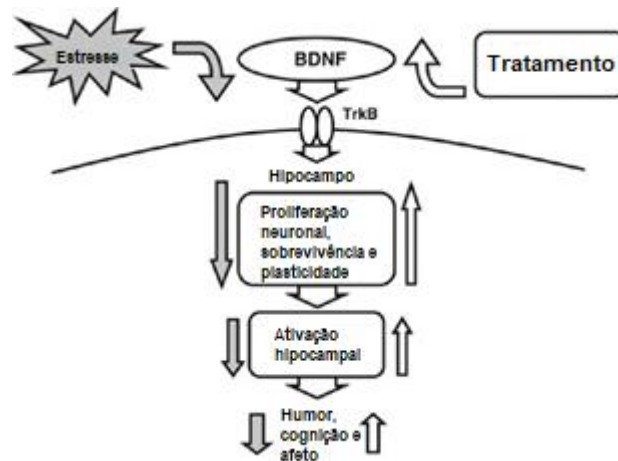 Estresse
BDNF
Tratamento
TrkB
Hipocampo
Proliferação
neuronal,
sobrevivência e
plasticidade
Ativação
hipocampal
Humor,
cognição e
afeto